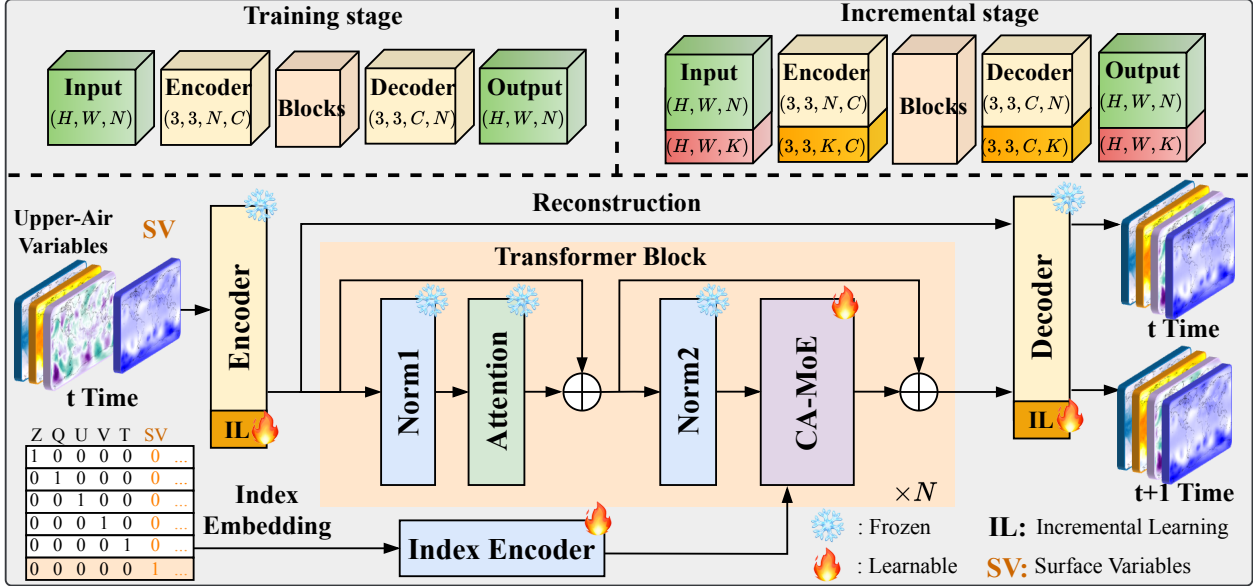 Training stage
Input
(H, W, N)
Encoder
(3, 3, N, C)
Blocks
Decoder
(3, 3, C, N)
Output
(H, W, N)
Incremental stage
Input
(H, W, N)
(H, W, K)
Encoder
(3, 3, N, C)
(3, 3, K, C)
Blocks
Decoder
(3, 3, C, N)
(3, 3, C, K)
Output
(H, W, N)
(H, W, K)
Upper-Air
Variables
SV
t Time
Encoder
IL
Reconstruction
Transformer Block
Norm1
Attention
Norm2
CA-MoE
×N
Decoder
IL
t Time
t+1 Time
Z Q U V T SV
1 0 0 0 0 0 ...
0 1 0 0 0 0 ...
0 0 1 0 0 0 ...
0 0 0 1 0 0 ...
0 0 0 0 1 0 ...
0 0 0 0 0 1 ...
Index
Embedding
Index Encoder
: Frozen
: Learnable
IL: Incremental Learning
SV: Surface Variables